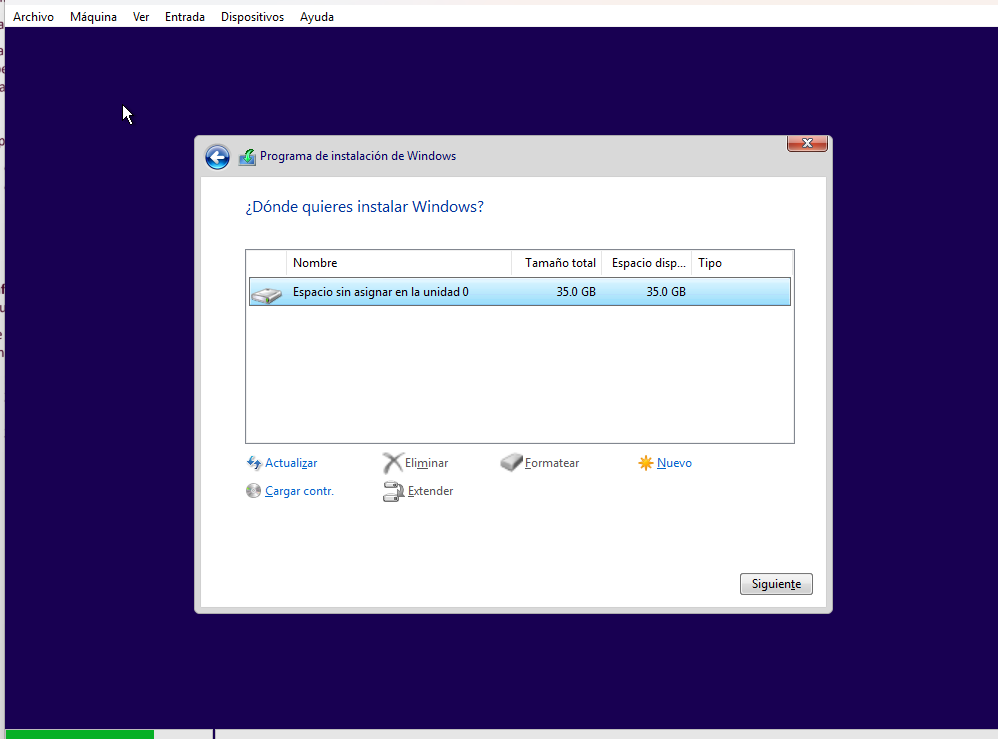 Archivo Máquina Ver Entrada Dispositivos Ayuda
Programa de instalación de Windows
¿Dónde quieres instalar Windows?
Nombre Tamaño total Espacio disp... Tipo
Espacio sin asignar en la unidad 0 35.0 GB 35.0 GB
Actualizar Eliminar Formatear Nuevo
Cargar contr. Extender
Siguiente